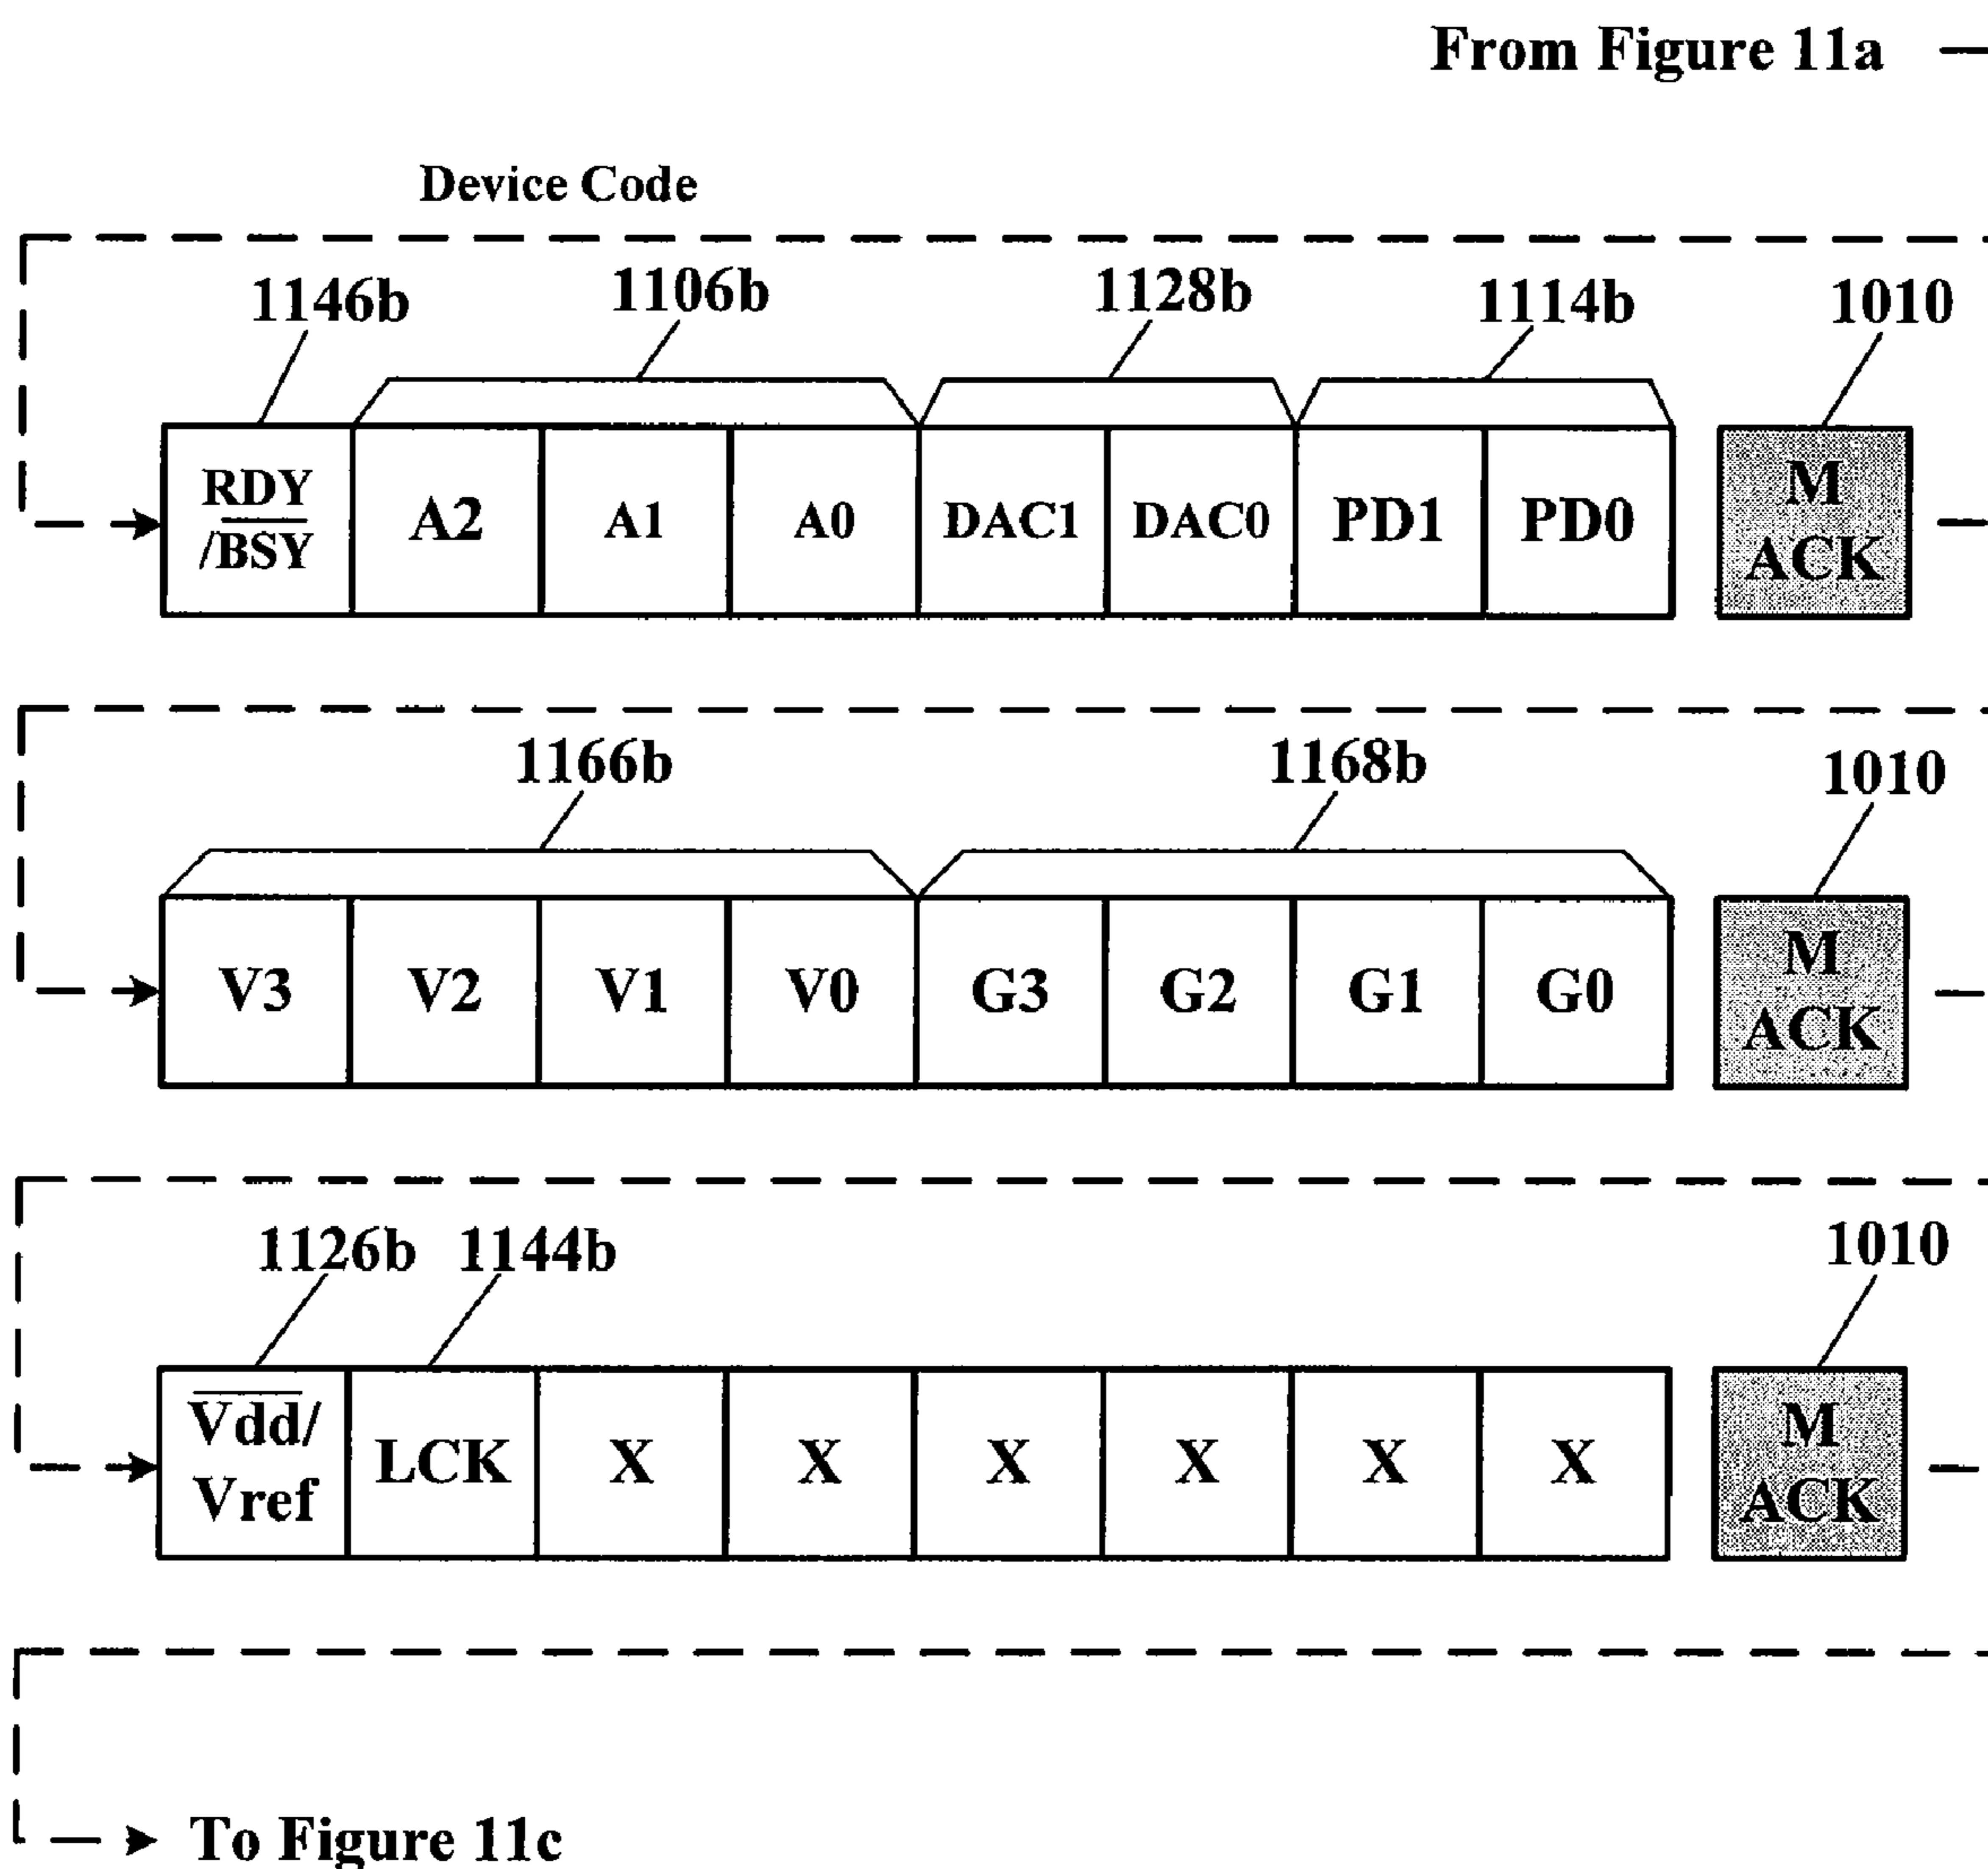 From Figure 11a
Device Code
1146b 1106b 1128b 1114b 1010
RDY
/BSY
A2 A1 A0 DAC1 DAC0 PD1 PD0
M
ACK
1166b 1168b 1010
V3 V2 V1 V0 G3 G2 G1 G0
M
ACK
1126b 1144b 1010
Vdd/
Vref
LCK X X X X X X
M
ACK
To Figure 11c